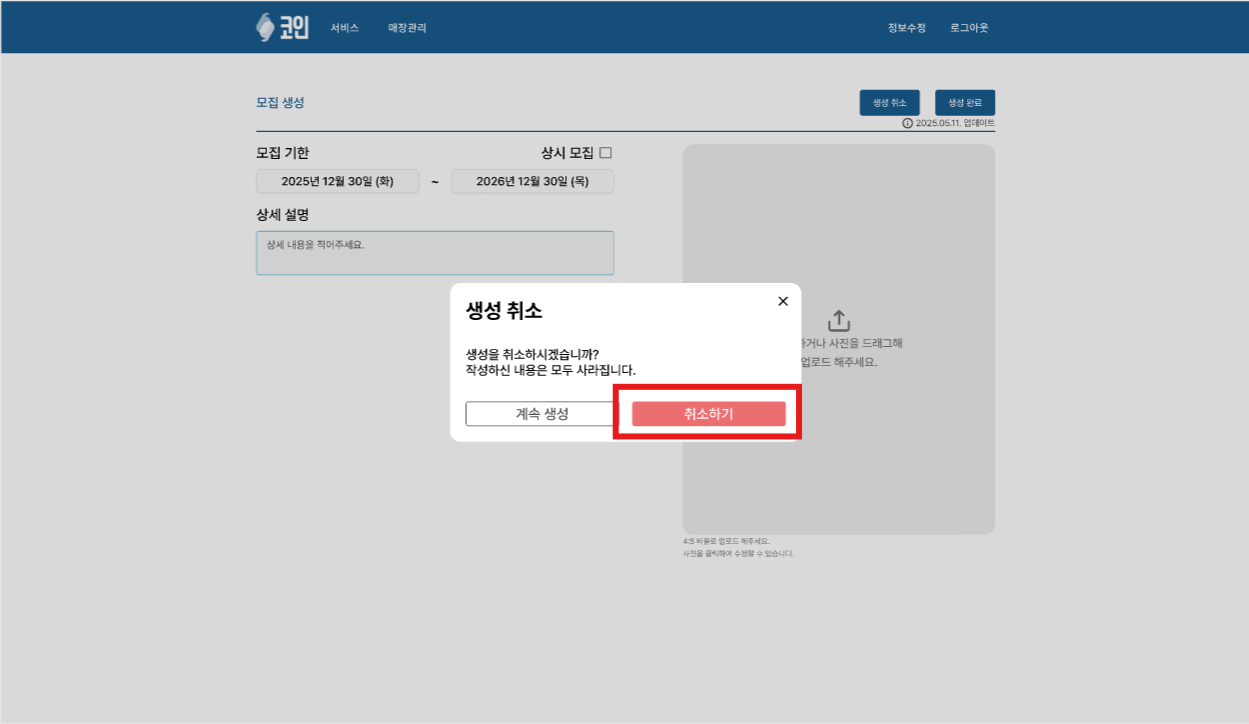 코인 서비스 매장관리 정보수정 로그아웃
모집 생성 생성 취소 생성 완료
2025.05.11. 업데이트
모집 기한 상시 모집
2025년 12월 30일 (화) ~ 2026년 12월 30일 (목)
상세 설명
상세 내용을 적어주세요.
생성 취소
생성을 취소하시겠습니까?
작성하신 내용은 모두 사라집니다.
계속 생성 취소하기
사진을 드래그해
업로드 해주세요.
4:5 비율로 업로드 해주세요.
사진을 클릭하여 수정할 수 있습니다.